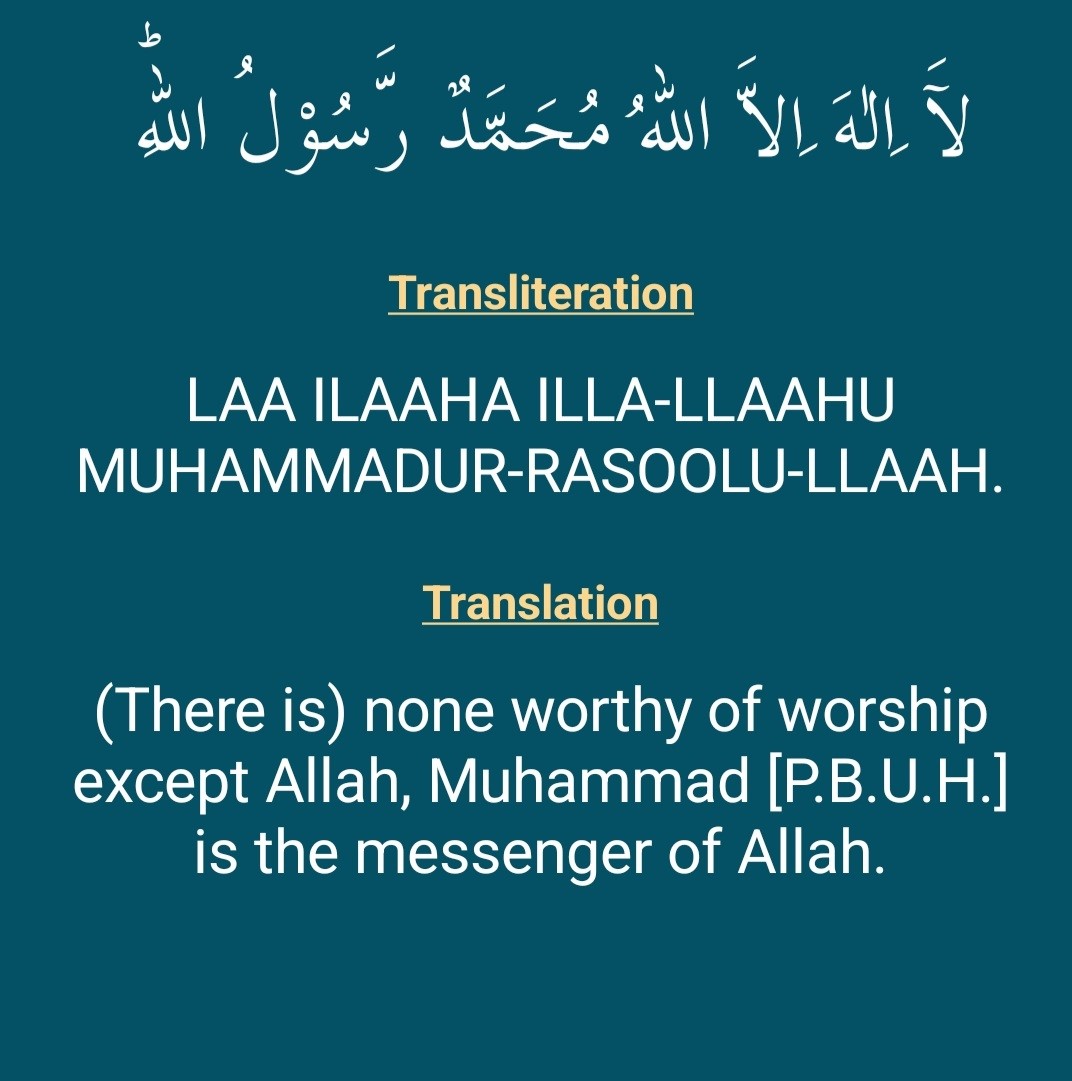 لَآ اِلٰهَ اِلاَّ اللّٰهُ مُحَمَّدٌ رَّسُوْلُ اللّٰهِؕ
Transliteration
LAA ILAAHA ILLA-LLAAHU
MUHAMMADUR-RASOOLU-LLAAH.
Translation
(There is) none worthy of worship
except Allah, Muhammad [P.B.U.H.]
is the messenger of Allah.